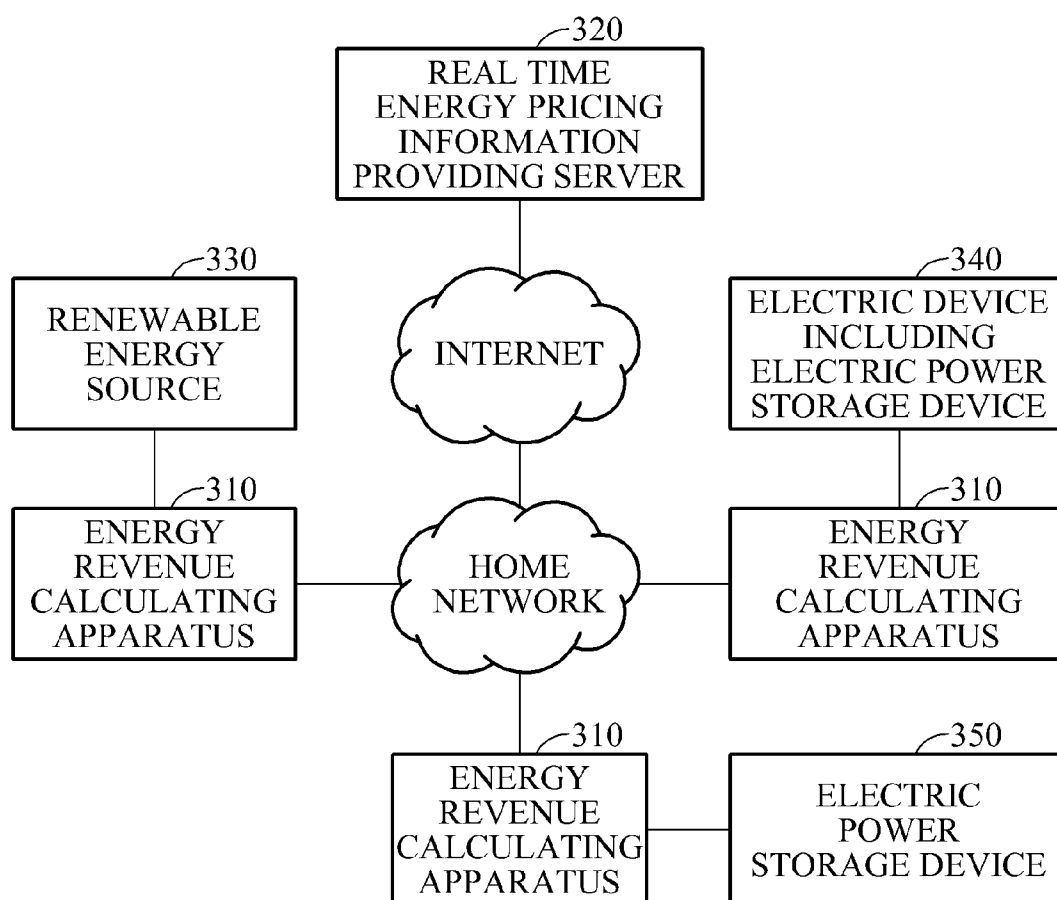 320
REAL TIME
ENERGY PRICING
INFORMATION
PROVIDING SERVER
330
RENEWABLE
ENERGY
SOURCE
INTERNET
340
ELECTRIC DEVICE
INCLUDING
ELECTRIC POWER
STORAGE DEVICE
310
ENERGY
REVENUE
CALCULATING
APPARATUS
HOME
NETWORK
310
ENERGY
REVENUE
CALCULATING
APPARATUS
310
ENERGY
REVENUE
CALCULATING
APPARATUS
350
ELECTRIC
POWER
STORAGE DEVICE